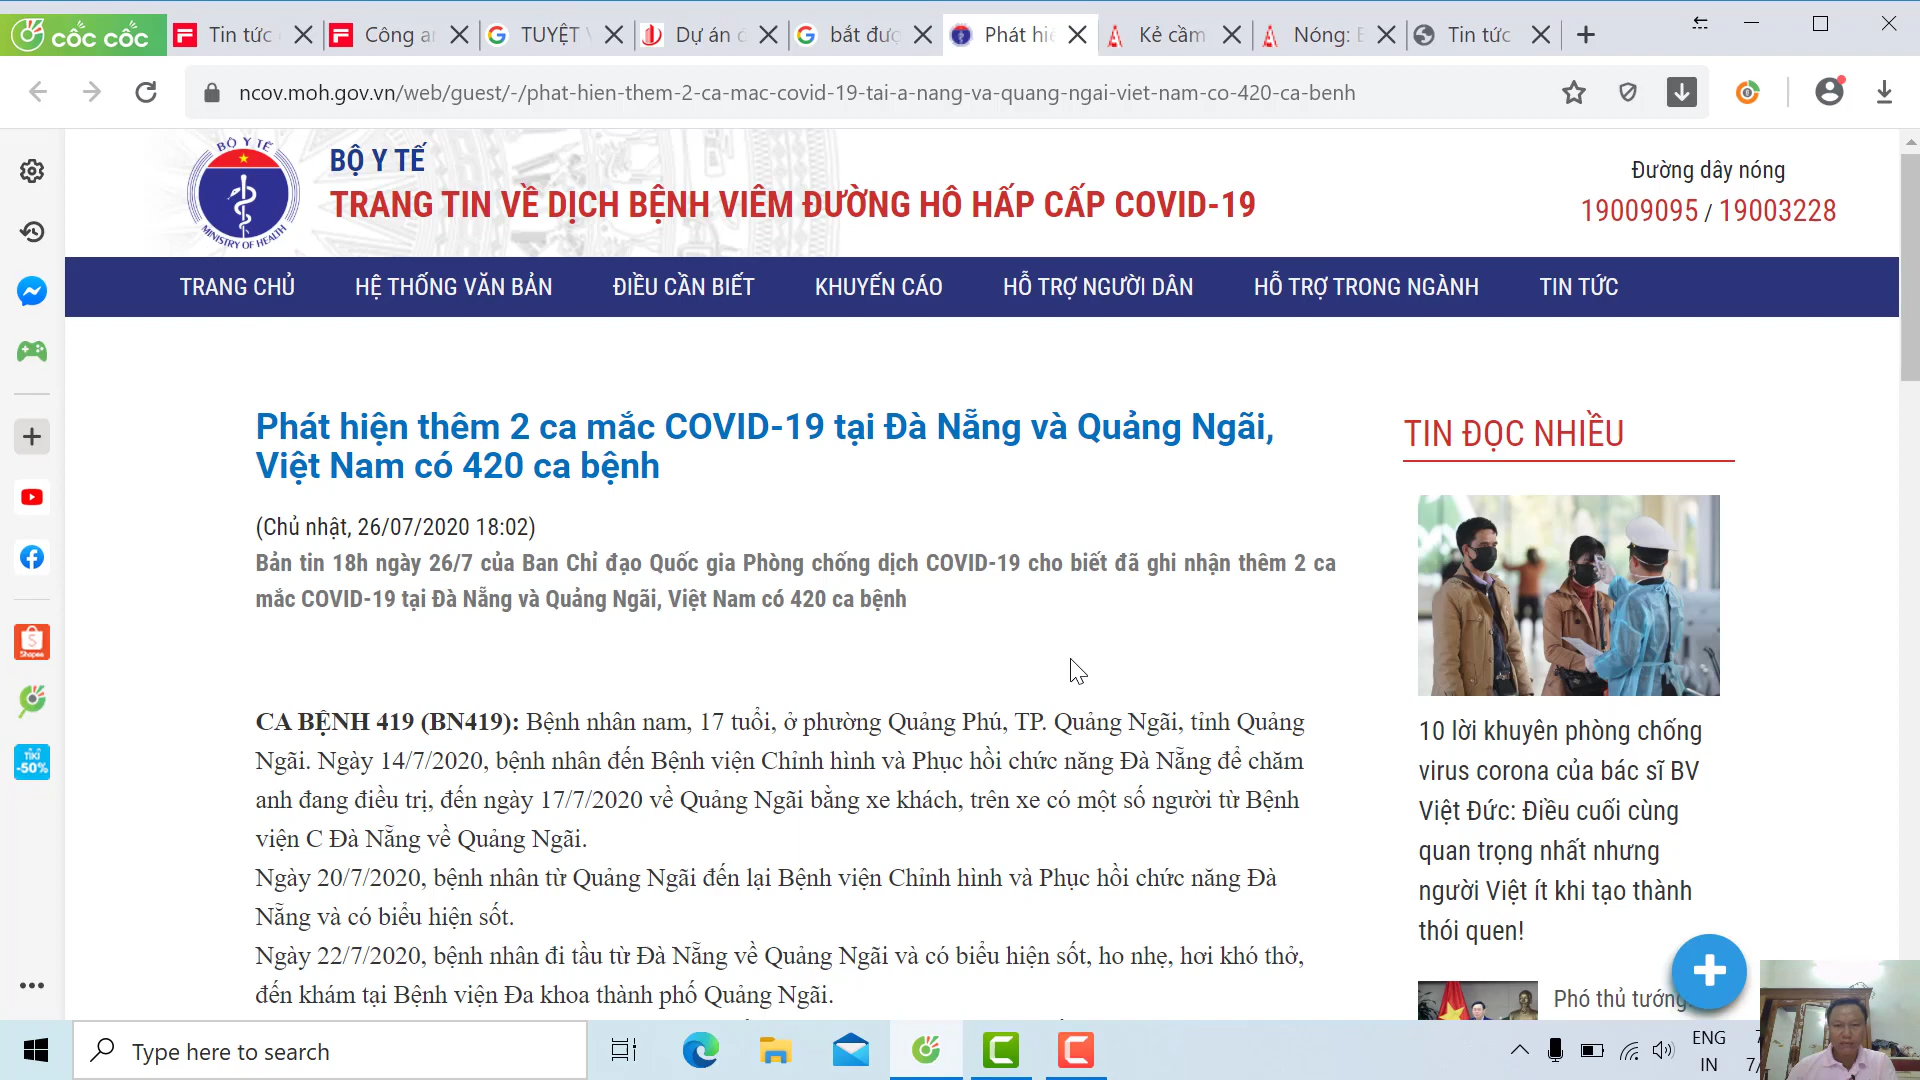 cốc cốc
Tin tức
Công a
TUYỆT
Dự án
bắt đượ
Phát hiệ
Kẻ cầm
Nóng:
Tin tức
ncov.moh.gov.vn/web/guest/-/phat-hien-them-2-ca-mac-covid-19-tai-a-nang-va-quang-ngai-viet-nam-co-420-ca-benh
BỘ Y TẾ
MINISTRY OF HEALTH
BỘ Y TẾ
TRANG TIN VỀ DỊCH BỆNH VIÊM ĐƯỜNG HÔ HẤP CẤP COVID-19
Đường dây nóng
19009095 / 19003228
TRANG CHỦ
HỆ THỐNG VĂN BẢN
ĐIỀU CẦN BIẾT
KHUYẾN CÁO
HỖ TRỢ NGƯỜI DÂN
HỖ TRỢ TRONG NGÀNH
TIN TỨC
Phát hiện thêm 2 ca mắc COVID-19 tại Đà Nẵng và Quảng Ngãi,
Việt Nam có 420 ca bệnh
(Chủ nhật, 26/07/2020 18:02)
Bản tin 18h ngày 26/7 của Ban Chỉ đạo Quốc gia Phòng chống dịch COVID-19 cho biết đã ghi nhận thêm 2 ca
mắc COVID-19 tại Đà Nẵng và Quảng Ngãi, Việt Nam có 420 ca bệnh
CA BỆNH 419 (BN419): Bệnh nhân nam, 17 tuổi, ở phường Quảng Phú, TP. Quảng Ngãi, tỉnh Quảng
Ngãi. Ngày 14/7/2020, bệnh nhân đến Bệnh viện Chỉnh hình và Phục hồi chức năng Đà Nẵng để chăm
anh đang điều trị, đến ngày 17/7/2020 về Quảng Ngãi bằng xe khách, trên xe có một số người từ Bệnh
viện C Đà Nẵng về Quảng Ngãi.
Ngày 20/7/2020, bệnh nhân từ Quảng Ngãi đến lại Bệnh viện Chỉnh hình và Phục hồi chức năng Đà
Nẵng và có biểu hiện sốt.
Ngày 22/7/2020, bệnh nhân đi tầu từ Đà Nẵng về Quảng Ngãi và có biểu hiện sốt, ho nhẹ, hơi khó thở,
đến khám tại Bệnh viện Đa khoa thành phố Quảng Ngãi.
TIN ĐỌC NHIỀU
10 lời khuyên phòng chống
virus corona của bác sĩ BV
Việt Đức: Điều cuối cùng
quan trọng nhất nhưng
người Việt ít khi tạo thành
thói quen!
Phó thủ tướng
Shopee
TIKI
-50%
Type here to search
ENG
IN
7/